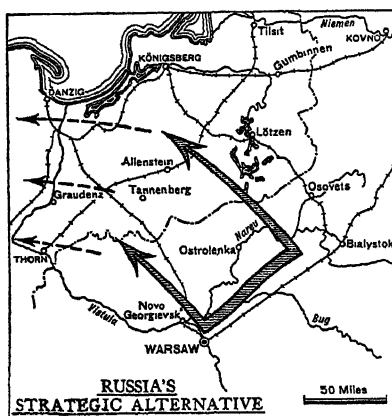 Niemen
Tilsit
KOVNO
KÖNIGSBERG
Gumbinnen
DANZIG
Lötzen
Allenstein
Osovets
Graudenz
Tannenberg
Narev
Ostrolenka
Bialystok
THORN
Novo
Georgievsk
Vistula
Bug
WARSAW
RUSSIA'S
STRATEGIC ALTERNATIVE
50 Miles